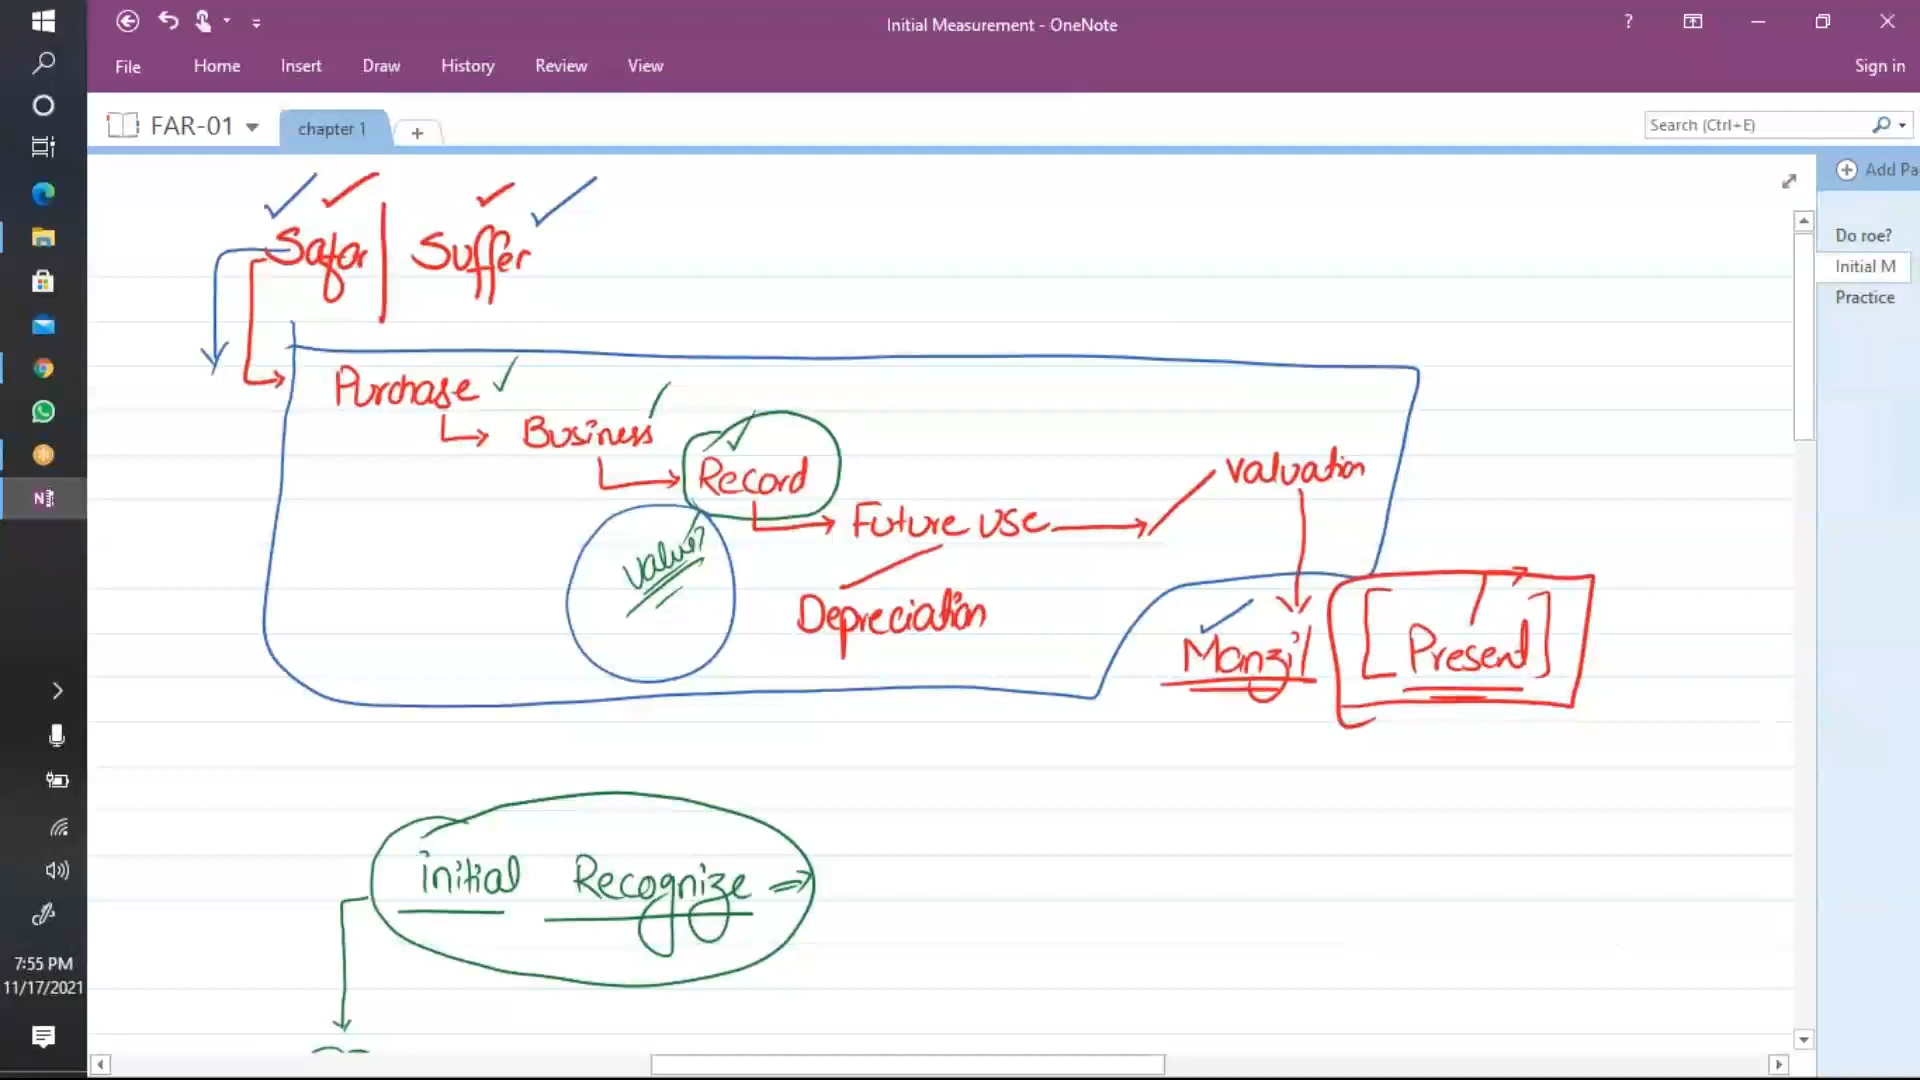 Initial Measurement - OneNote
?
File Home Insert Draw History Review View
Sign in
FAR-01
chapter 1
+
Search (Ctrl+E)
Add Pa
Do roe?
Initial M
Practice
Safar | Suffer
Purchase
Business
Record
valuation
Future use
value?
Depreciation
Manzil [Present]
initial Recognize
7:55 PM
11/17/2021